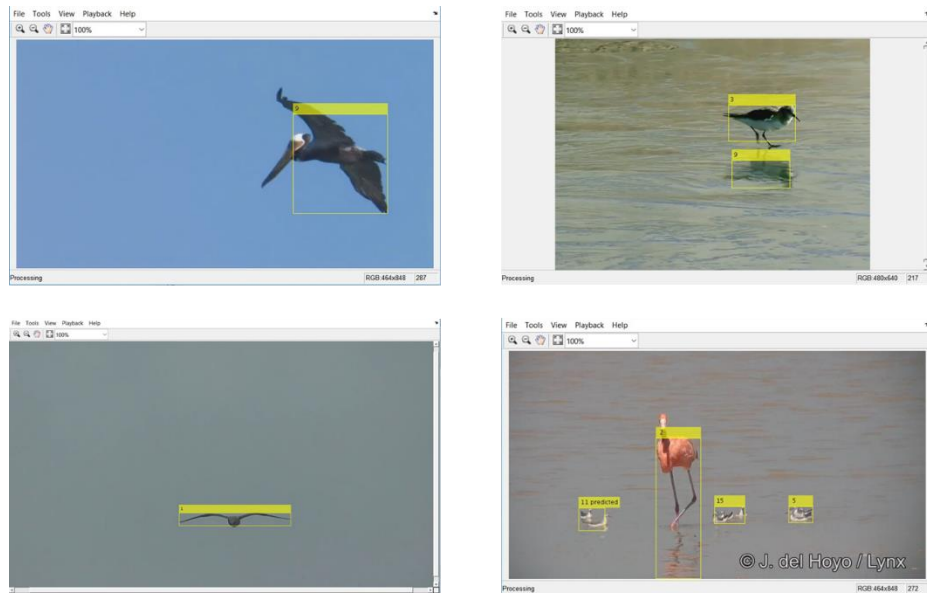 File Tools View Playback Help
100%
9
Processing
RGB:464x848 287
File Tools View Playback Help
100%
3
9
Processing
RGB:480x640 217
File Tools View Playback Help
100%
1
File Tools View Playback Help
100%
2
11 predicted
15
5
© J. del Hoyo / Lynx
Processing
RGB:464x848 272